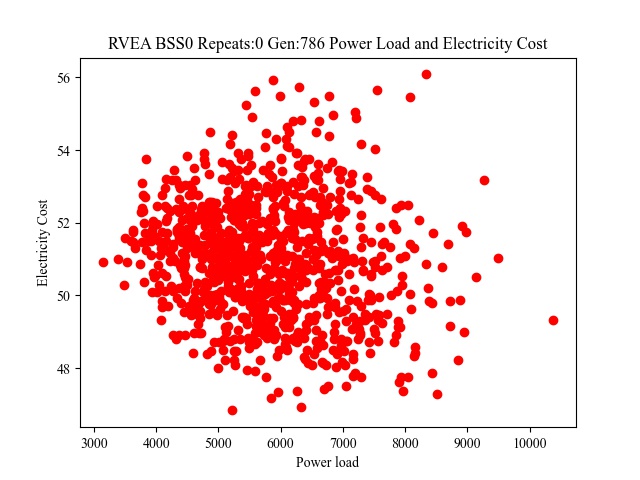 RVEA BSS0 Repeats:0 Gen:786 Power Load and Electricity Cost
56
54
52
50
48
Electricity Cost
3000 4000 5000 6000 7000 8000 9000 10000
Power load